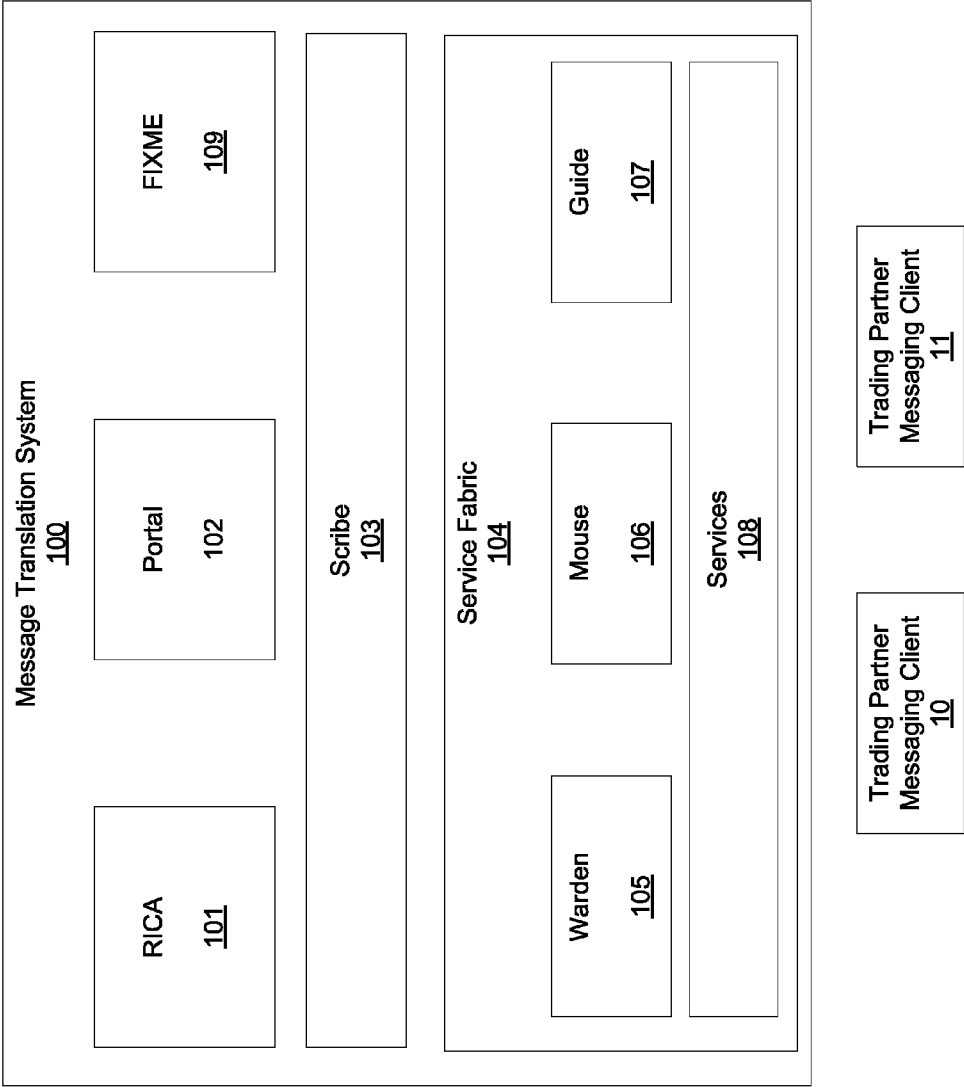 Message Translation System
100
RICA
101
Portal
102
FIXME
109
Scribe
103
Service Fabric
104
Warden
105
Mouse
106
Guide
107
Services
108
Trading Partner
Messaging Client
10
Trading Partner
Messaging Client
11